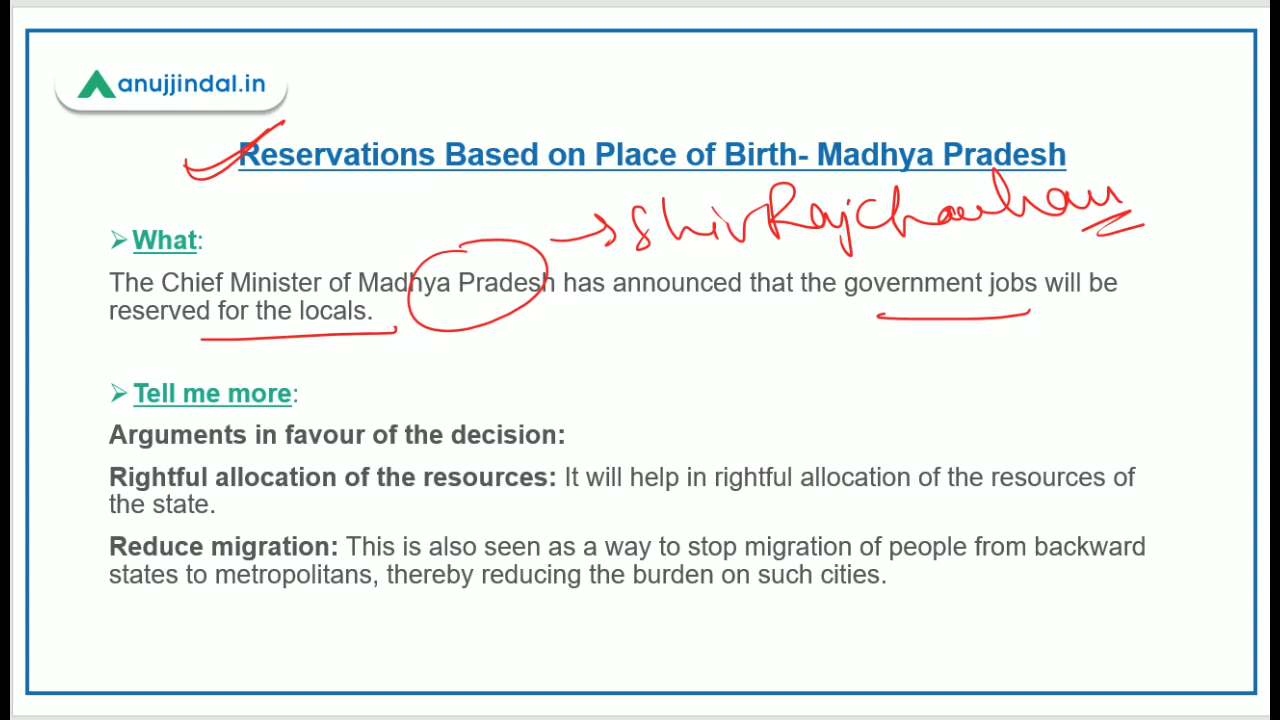 anujjindal.in
Reservations Based on Place of Birth- Madhya Pradesh
ShivRajchauhan
➢ What:
The Chief Minister of Madhya Pradesh has announced that the government jobs will be
reserved for the locals.
➢ Tell me more:
Arguments in favour of the decision:
Rightful allocation of the resources: It will help in rightful allocation of the resources of
the state.
Reduce migration: This is also seen as a way to stop migration of people from backward
states to metropolitans, thereby reducing the burden on such cities.